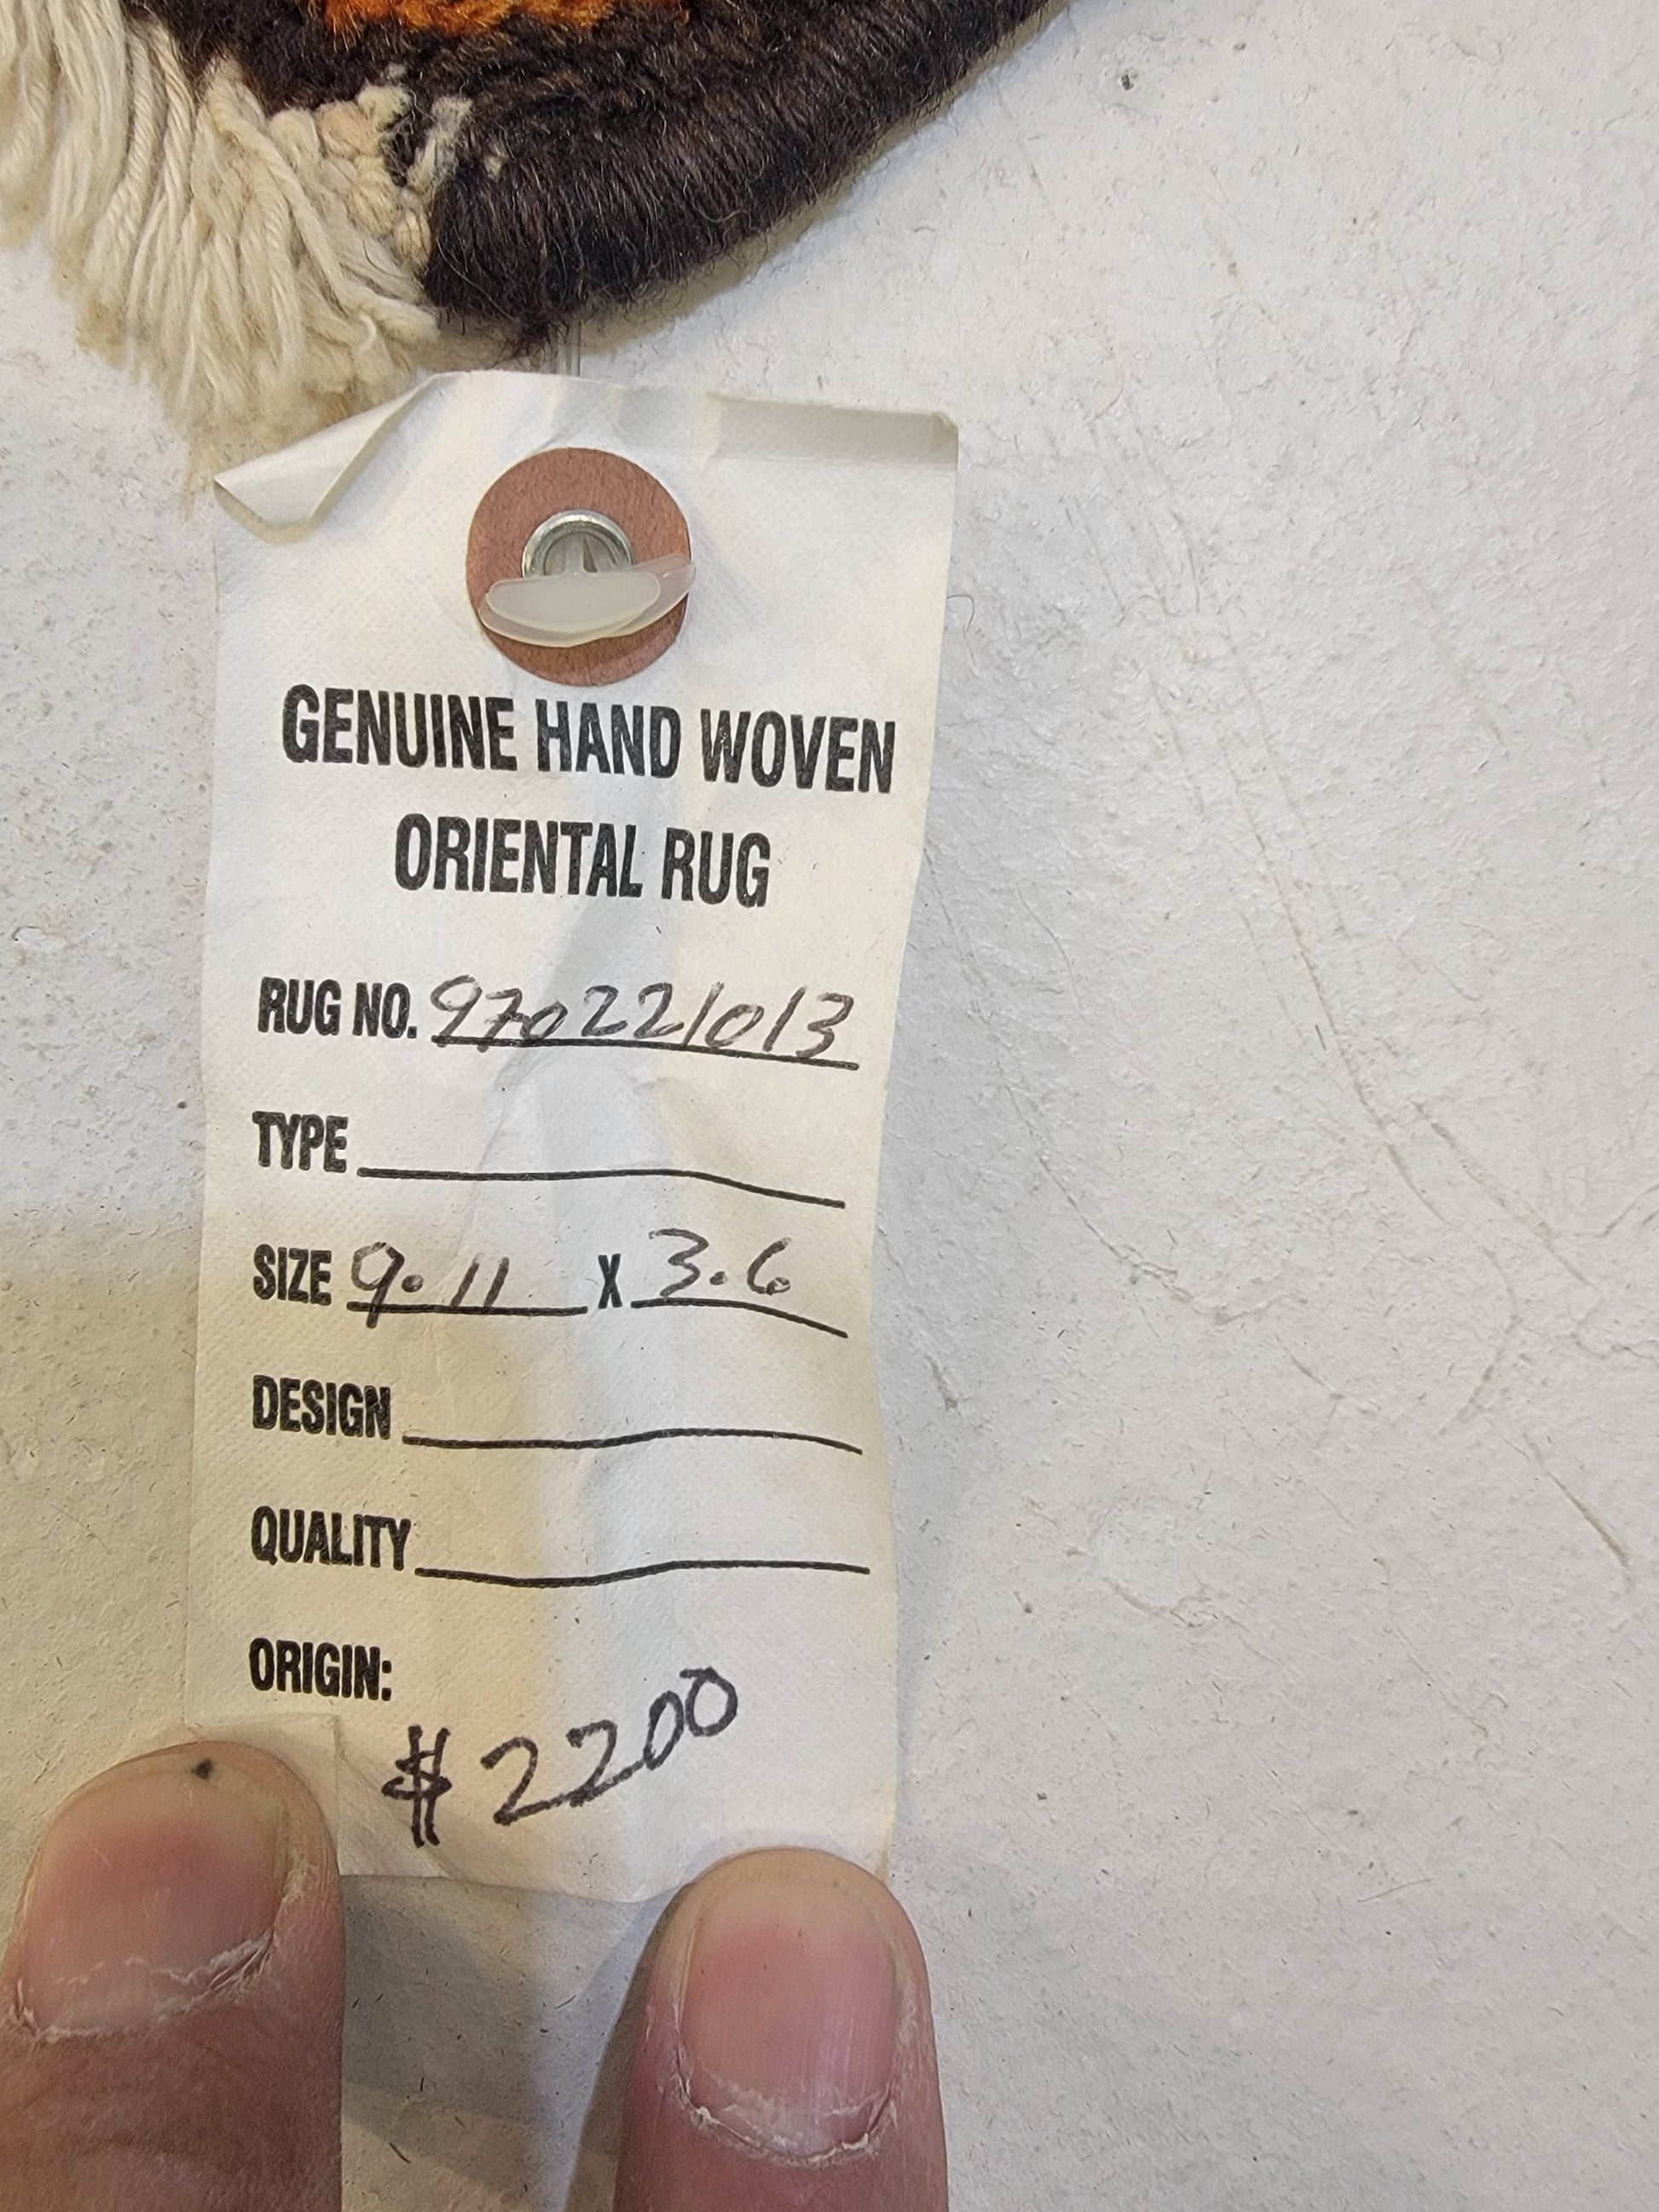 GENUINE HAND WOVEN
ORIENTAL RUG
RUG NO. 970221013
TYPE
SIZE 9.11 X 3.6
DESIGN
QUALITY
ORIGIN:
$2200